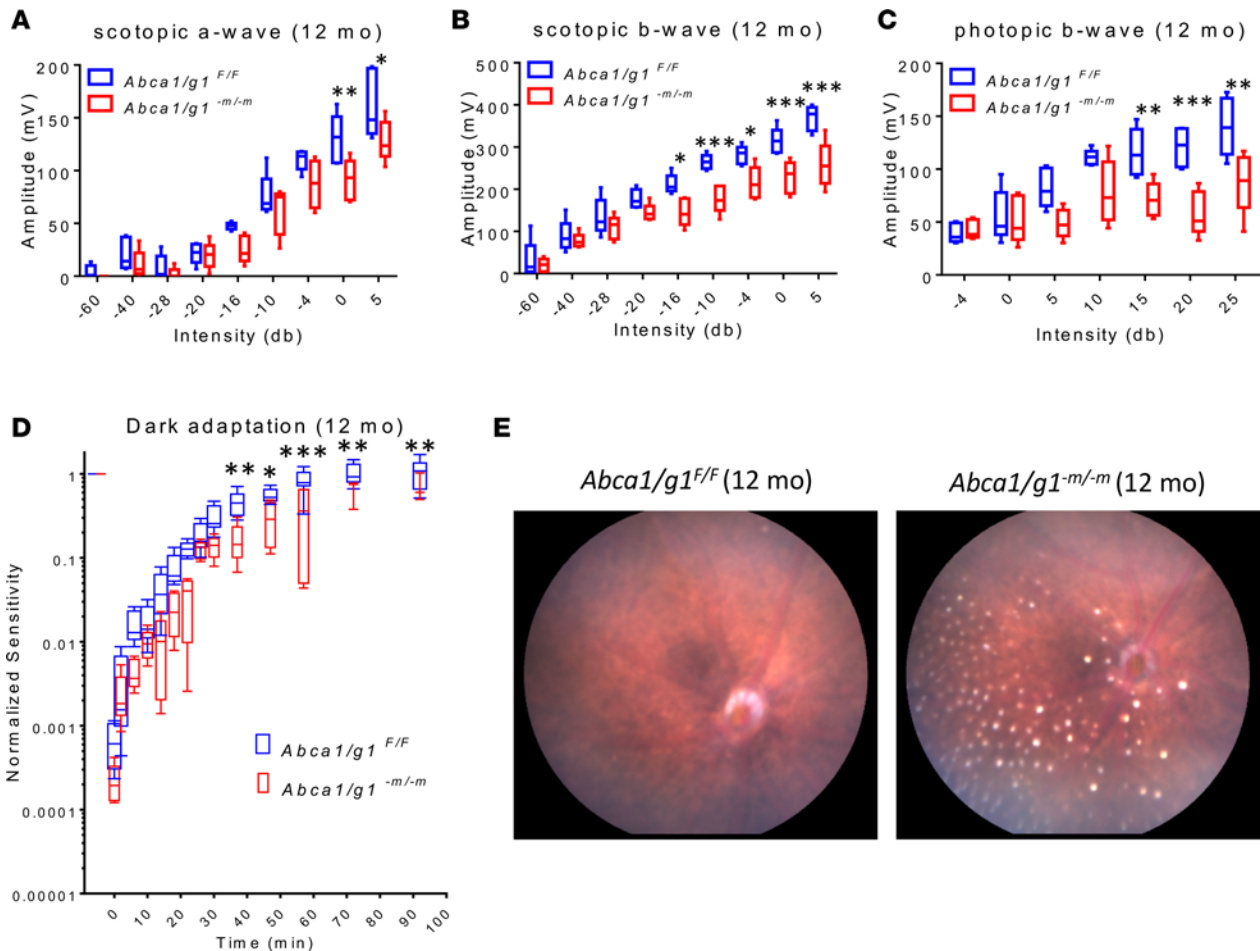 A
scotopic a-wave (12 mo)
Amplitude (mV)
200
150
100
50
0
Abca1/g1 F/F
Abca1/g1 -m/-m
** *
-60 -40 -28 -20 -16 -10 -4 0 5
Intensity (db)
B
scotopic b-wave (12 mo)
Amplitude (mV)
500
400
300
200
100
0
Abca1/g1 F/F
Abca1/g1 -m/-m
* *** * *** ***
-60 -40 -28 -20 -16 -10 -4 0 5
Intensity (db)
C
photopic b-wave (12 mo)
Amplitude (mV)
200
150
100
50
0
Abca1/g1 F/F
Abca1/g1 -m/-m
** *** **
-4 0 5 10 15 20 25
Intensity (db)
D
Dark adaptation (12 mo)
** * *** ** **
Normalized Sensitivity
1
0.1
0.01
0.001
0.0001
0.00001
Abca1/g1 F/F
Abca1/g1 -m/-m
0 10 20 30 40 50 60 70 80 90 100
Time (min)
E
Abca1/g1F/F (12 mo)
Abca1/g1-m/-m (12 mo)